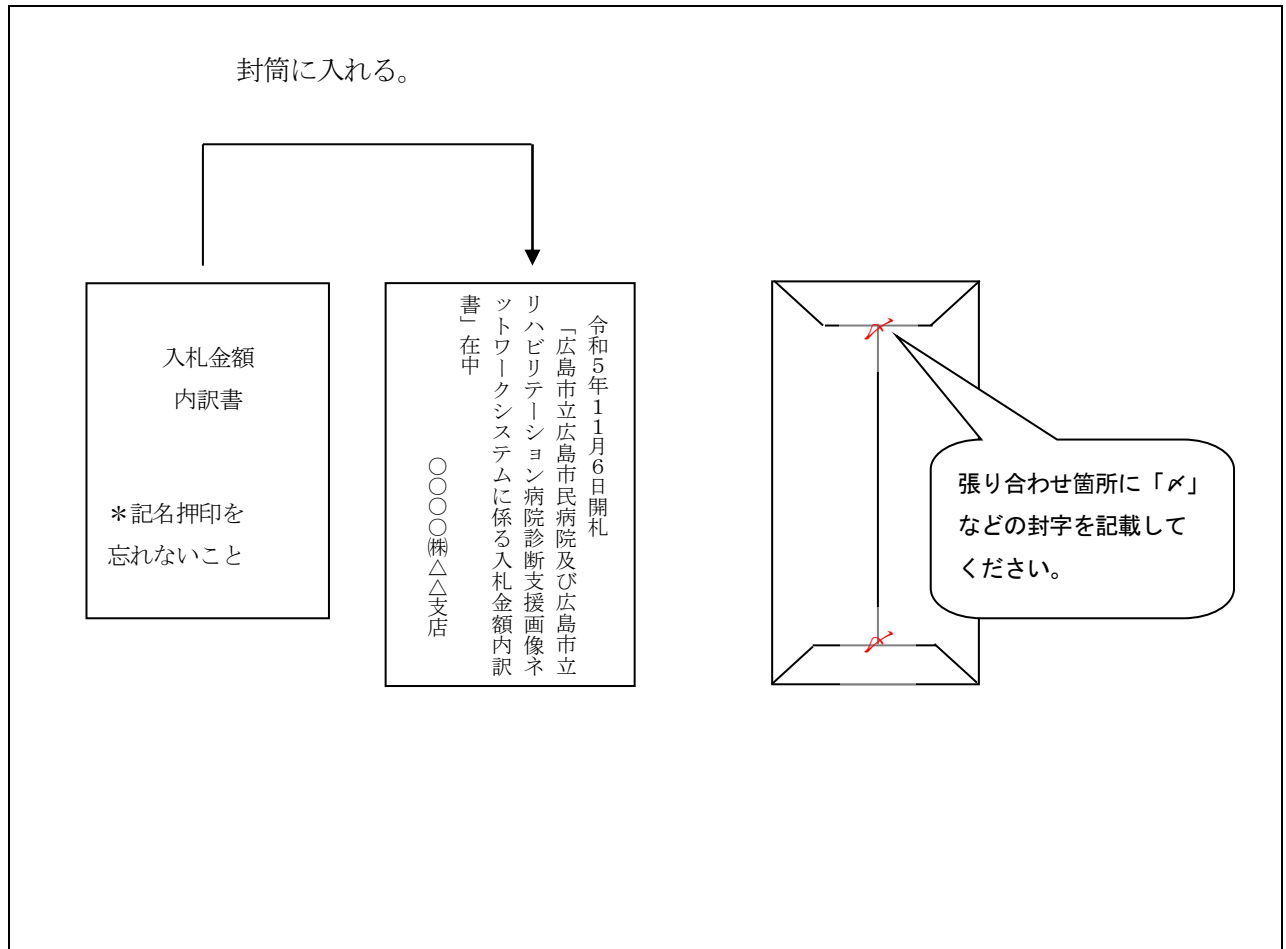 封筒に入れる。
入札金額
内訳書
＊記名押印を
忘れないこと
令和５年１１月６日開札
「広島市立広島市民病院及び広島市立
リハビリテーション病院診断支援画像ネ
ットワークシステムに係る入札金額内訳
書」在中
〇〇〇〇㈱△△支店
〆
張り合わせ箇所に「〆」
などの封字を記載して
ください。
〆